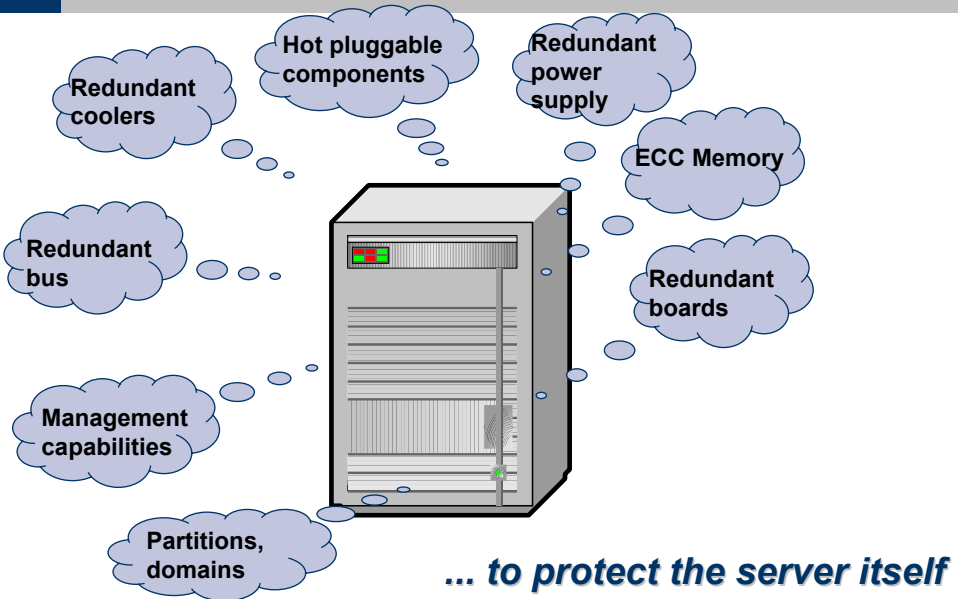 Hot pluggable
components
Redundant
power
supply
Redundant
coolers
ECC Memory
Redundant
bus
Redundant
boards
Management
capabilities
Partitions,
domains
... to protect the server itself